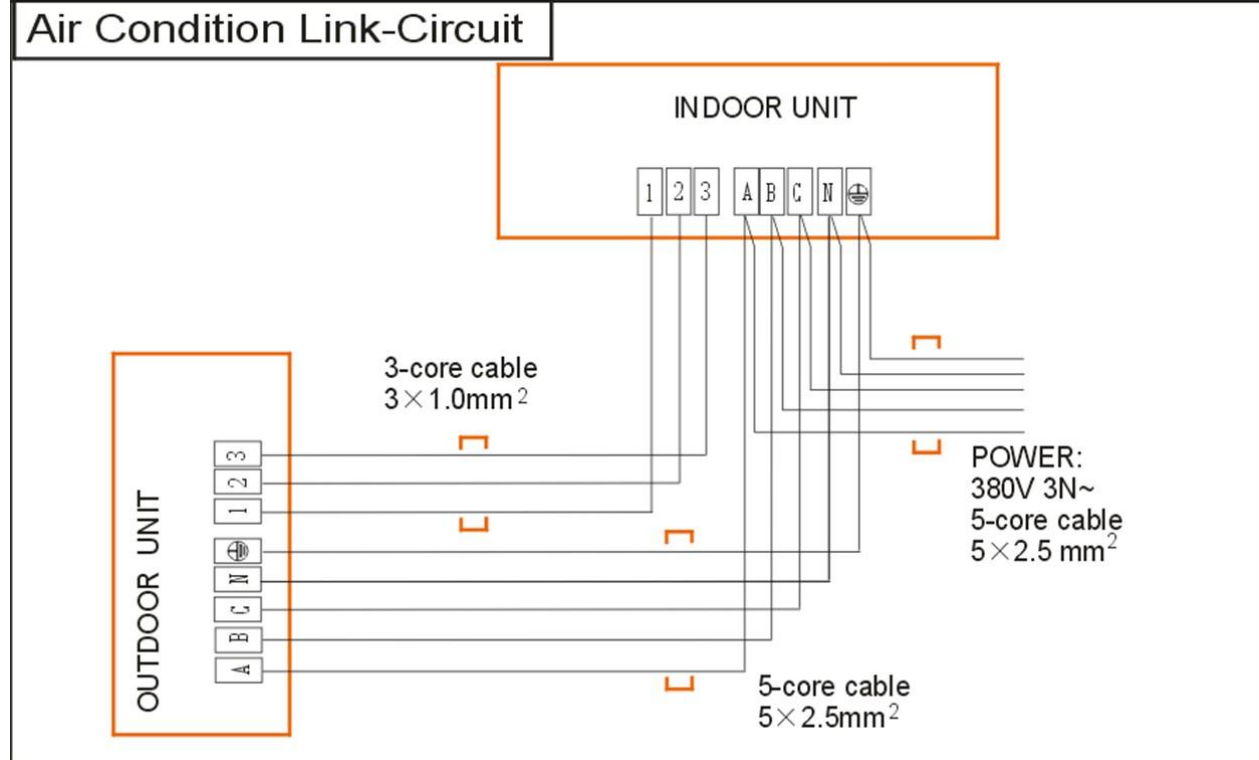 Air Condition Link-Circuit
INDOOR UNIT
1 2 3 A B C N
3-core cable
3×1.0mm²
OUTDOOR UNIT
3
2
1
N
C
B
A
POWER:
380V 3N~
5-core cable
5×2.5 mm²
5-core cable
5×2.5mm²